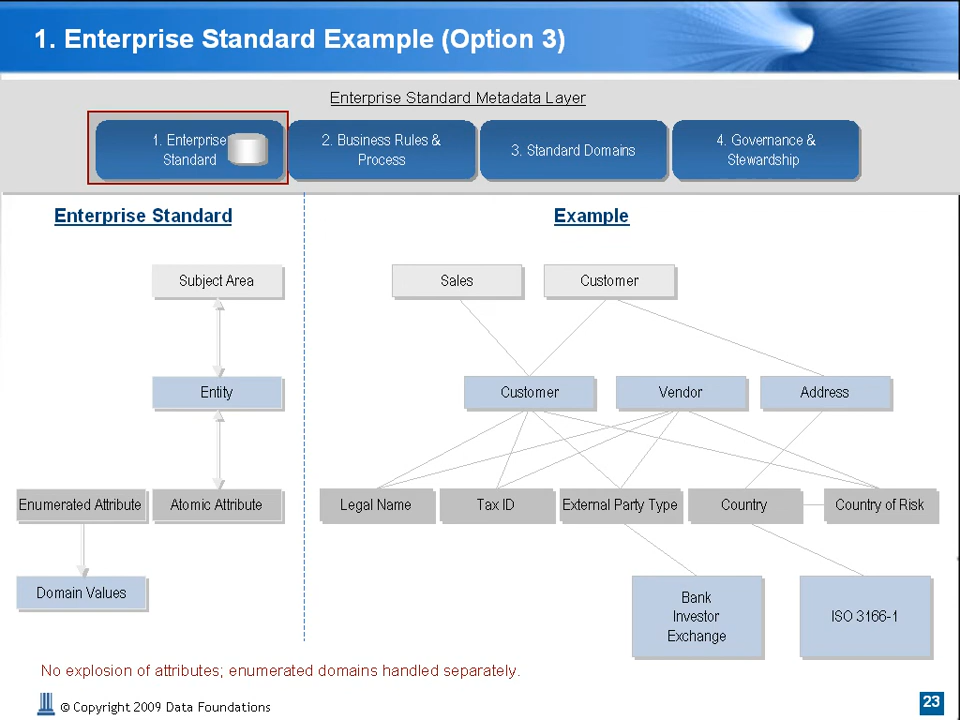 1. Enterprise Standard Example (Option 3)
Enterprise Standard Metadata Layer
1. Enterprise
Standard
2. Business Rules &
Process
3. Standard Domains
4. Governance &
Stewardship
Enterprise Standard
Example
Subject Area
Sales
Customer
Entity
Customer
Vendor
Address
Enumerated Attribute
Atomic Attribute
Legal Name
Tax ID
External Party Type
Country
Country of Risk
Domain Values
Bank
Investor
Exchange
ISO 3166-1
No explosion of attributes; enumerated domains handled separately.
© Copyright 2009 Data Foundations
23